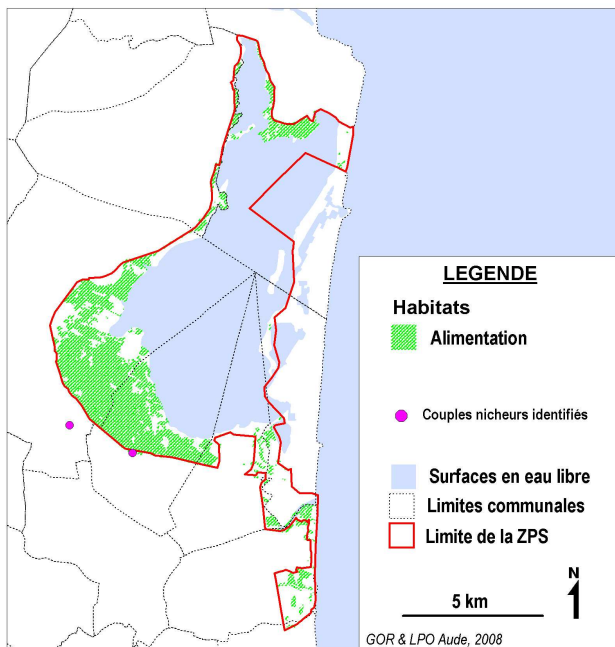 LEGENDE
Habitats
Alimentation
Couples nicheurs identifiés
Surfaces en eau libre
Limites communales
Limite de la ZPS
N
5 km
GOR & LPO Aude, 2008